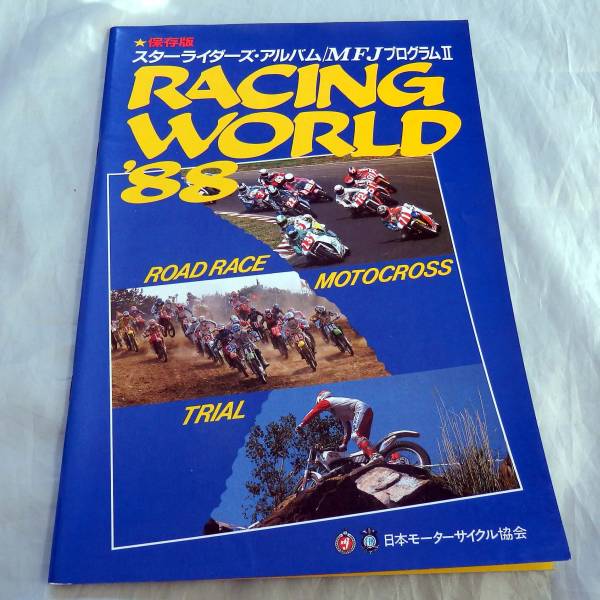 ★保存版
スターライダーズ・アルバム/MFJプログラムII
RACING
WORLD
'88
ROAD RACE
MOTOCROSS
TRIAL
日本モーターサイクル協会